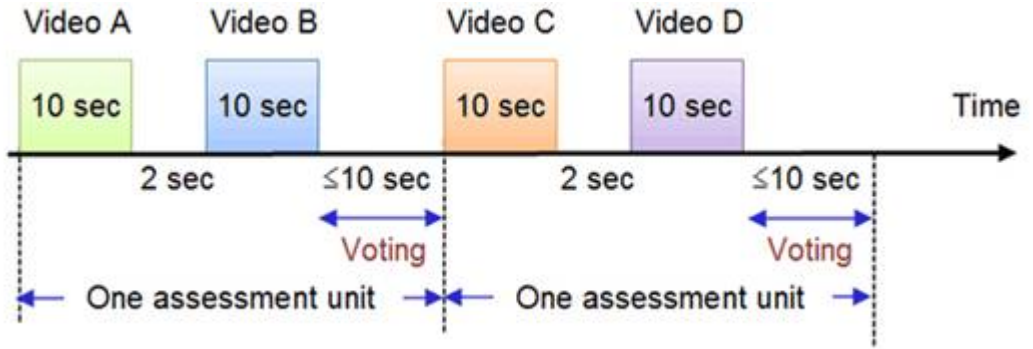 Video A Video B Video C Video D
10 sec 10 sec 10 sec 10 sec Time
2 sec ≤10 sec 2 sec ≤10 sec
Voting Voting
One assessment unit One assessment unit